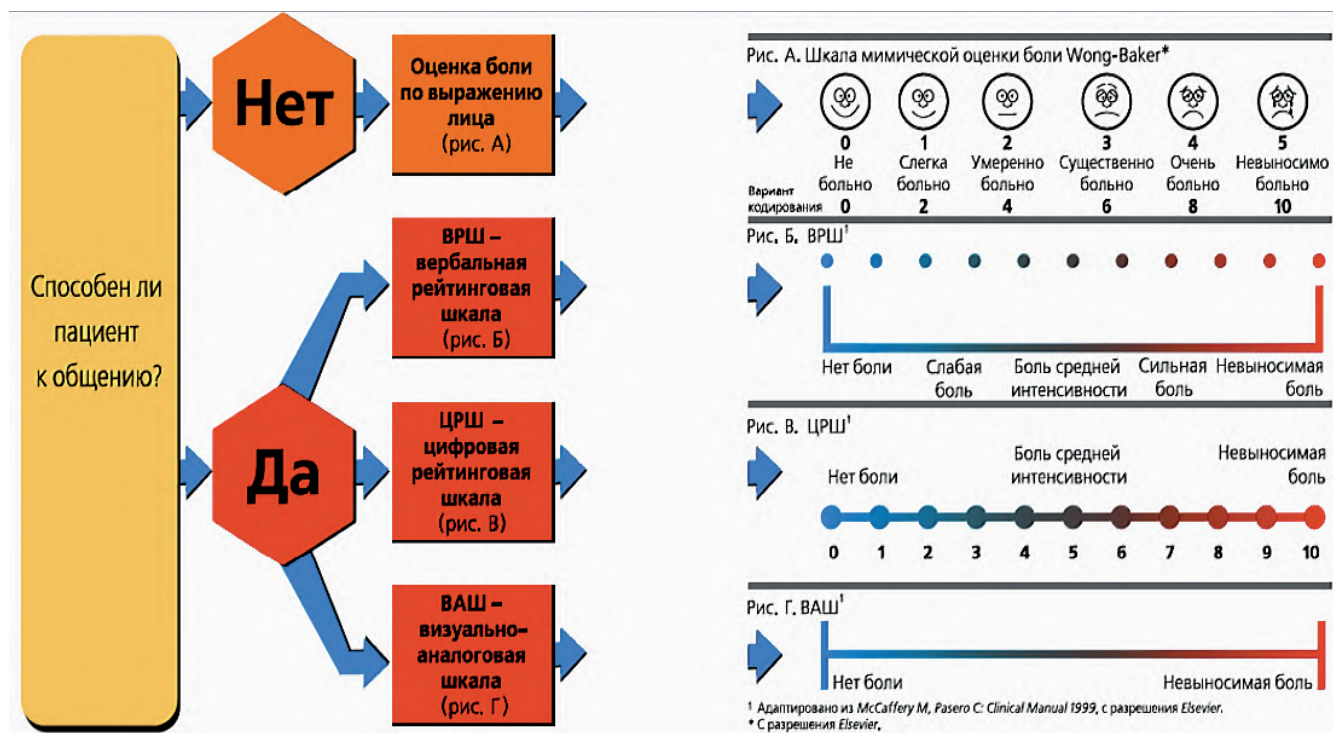 Способен ли
пациент
к общению?
Нет
Да
Оценка боли
по выражению
лица
(рис. А)
ВРШ –
вербальная
рейтинговая
шкала
(рис. Б)
ЦРШ –
цифровая
рейтинговая
шкала
(рис. В)
ВАШ –
визуально-
аналоговая
шкала
(рис. Г)
Рис. А. Шкала мимической оценки боли Wong-Baker*
0 1 2 3 4 5
Не Слегка Умеренно Существенно Очень Невыносимо
больно больно больно больно больно больно
Вариант
кодирования 0 2 4 6 8 10
Рис. Б. ВРШ¹
Нет боли Слабая Боль средней Сильная Невыносимая
боль интенсивности боль боль
Рис. В. ЦРШ¹
Боль средней Невыносимая
Нет боли интенсивности боль
0 1 2 3 4 5 6 7 8 9 10
Рис. Г. ВАШ¹
Нет боли Невыносимая боль
¹ Адаптировано из McCaffery M, Pasero C: Clinical Manual 1999, с разрешения Elsevier.
* С разрешения Elsevier.